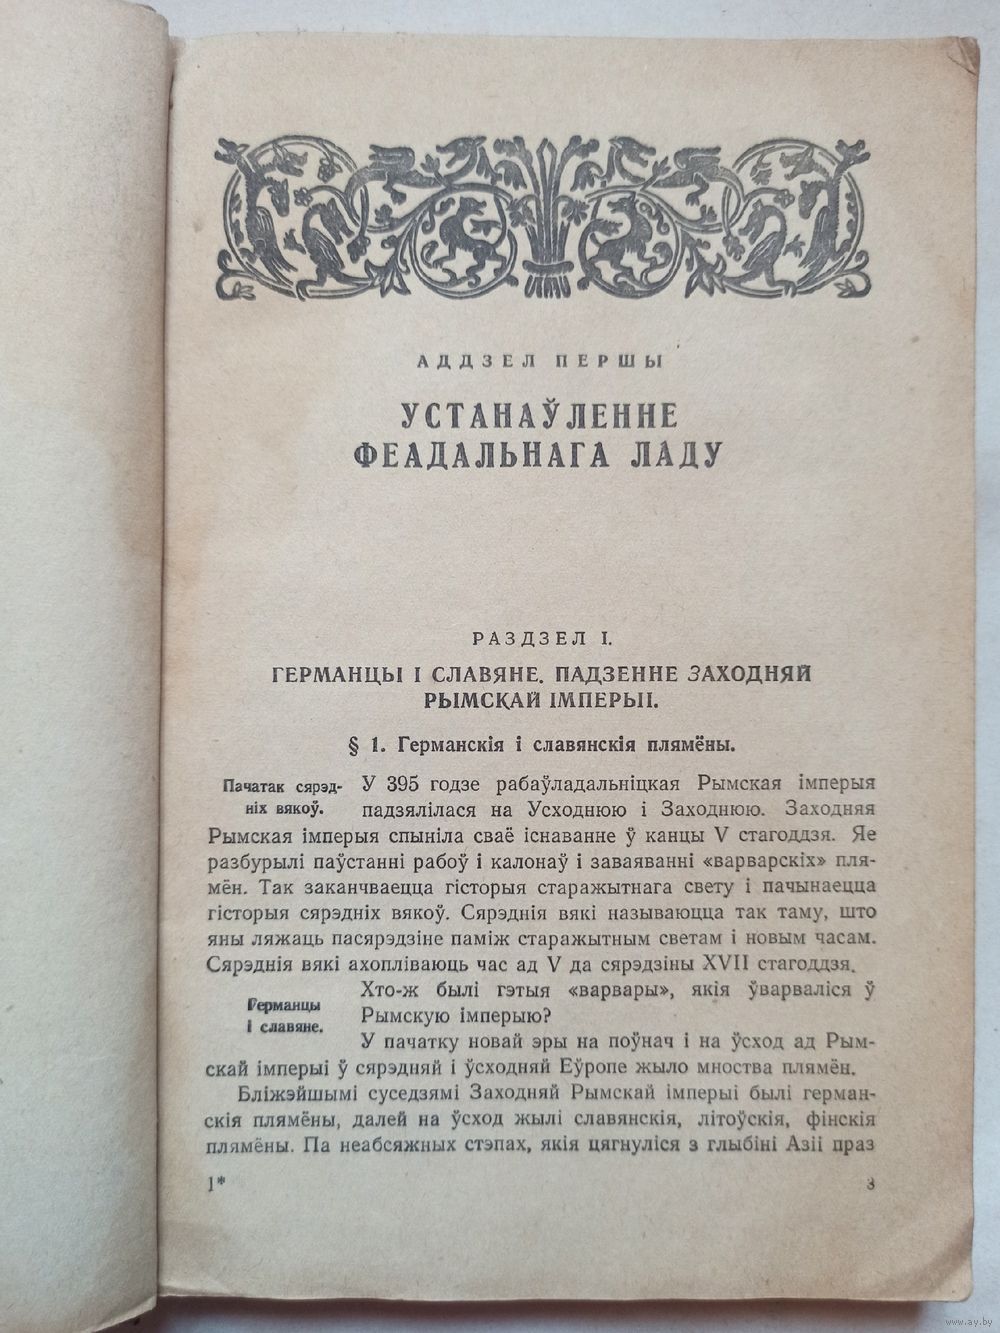 АДДЗЕЛ ПЕРШЫ
УСТАНАЎЛЕННЕ
ФЕАДАЛЬНАГА ЛАДУ
РАЗДЗЕЛ I.
ГЕРМАНЦЫ І СЛАВЯНЕ. ПАДЗЕННЕ ЗАХОДНЯЙ
РЫМСКАЙ ІМПЕРЫІ.
§ 1. Германскія і славянскія плямёны.
Пачатак сярэд-
ніх вякоў.
У 395 годзе рабаўладальніцкая Рымская імперыя
падзялілася на Усходнюю і Заходнюю. Заходняя
Рымская імперыя спыніла сваё існаванне ў канцы V стагоддзя. Яе
разбурылі паўстанні рабоў і калонаў і заваяванні «варварскіх» пля-
мён. Так заканчваецца гісторыя старажытнага свету і пачынаецца
гісторыя сярэдніх вякоў. Сярэднія вякі называюцца так таму, што
яны ляжаць пасярэдзіне паміж старажытным светам і новым часам.
Сярэднія вякі ахопліваюць час ад V да сярэдзіны XVII стагоддзя.
Германцы
і славяне.
Хто-ж былі гэтыя «варвары», якія ўварваліся ў
Рымскую імперыю?
У пачатку новай эры на поўнач і на ўсход ад Рым-
скай імперыі ў сярэдняй і ўсходняй Еўропе жыло мноства плямён.
Бліжэйшымі суседзямі Заходняй Рымскай імперыі былі герман-
скія плямёны, далей на ўсход жылі славянскія, літоўскія, фінскія
плямёны. Па неабсяжных стэпах, якія цягнуліся з глыбіні Азіі праз
1*
3
www.ay.by